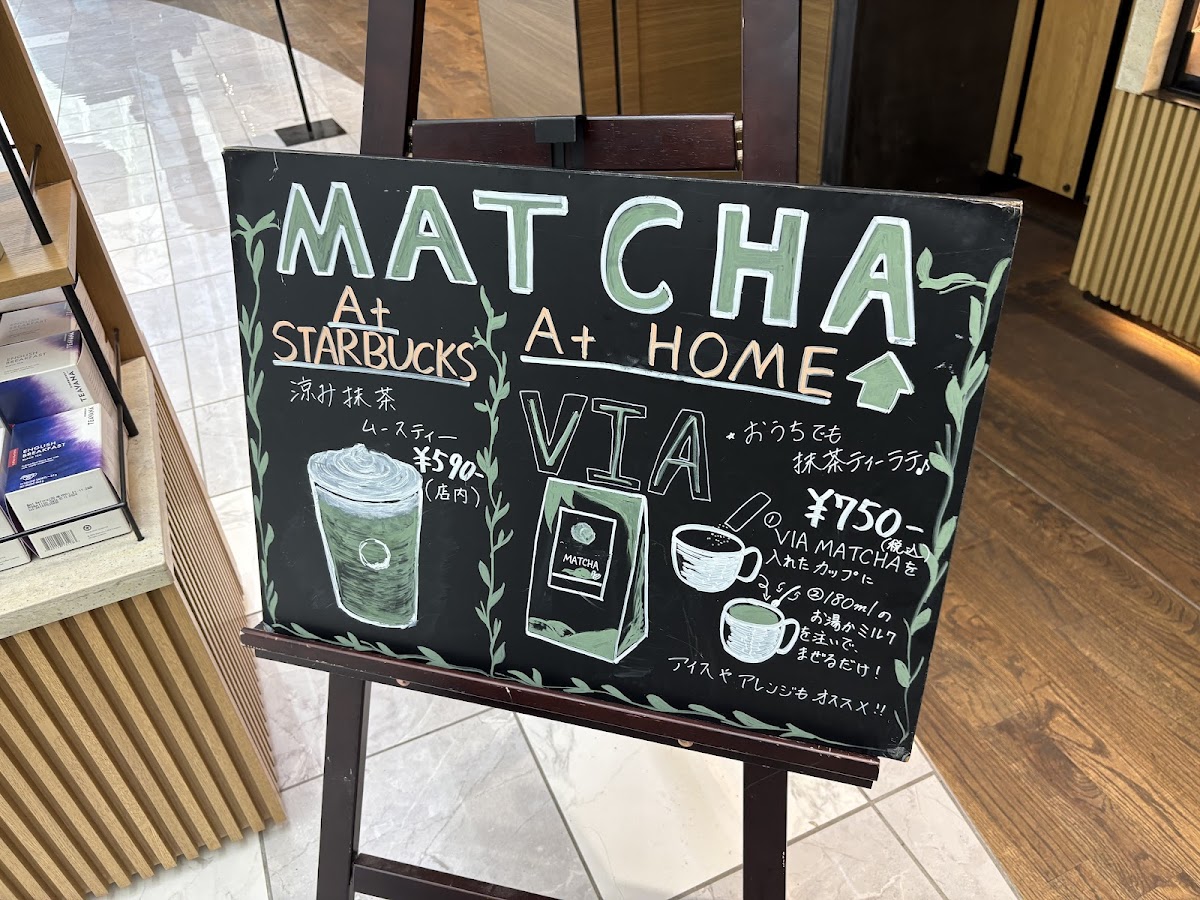 MATCHA
At
STARBUCKS
涼み抹茶
ムースティー
¥590-
(店内)
At HOME
VIA
おうちでも
抹茶ティーラテ♪
¥750-
(税込)
① VIA MATCHAを
入れたカップに
②180mlの
お湯かミルク
を注いで、
まぜるだけ!
アイスやアレンジもオススメ!!
MATCHA
TEAVANA
ENGLISH
BREAKFAST